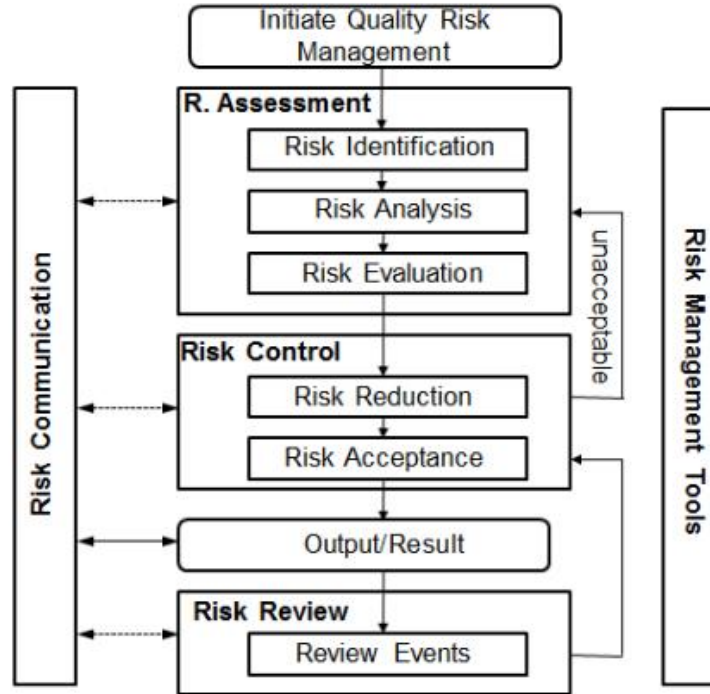 Initiate Quality Risk
Management
R. Assessment
Risk Identification
Risk Analysis
Risk Evaluation
unacceptable
Risk Control
Risk Reduction
Risk Acceptance
Output/Result
Risk Review
Review Events
Risk Communication
Risk Management Tools